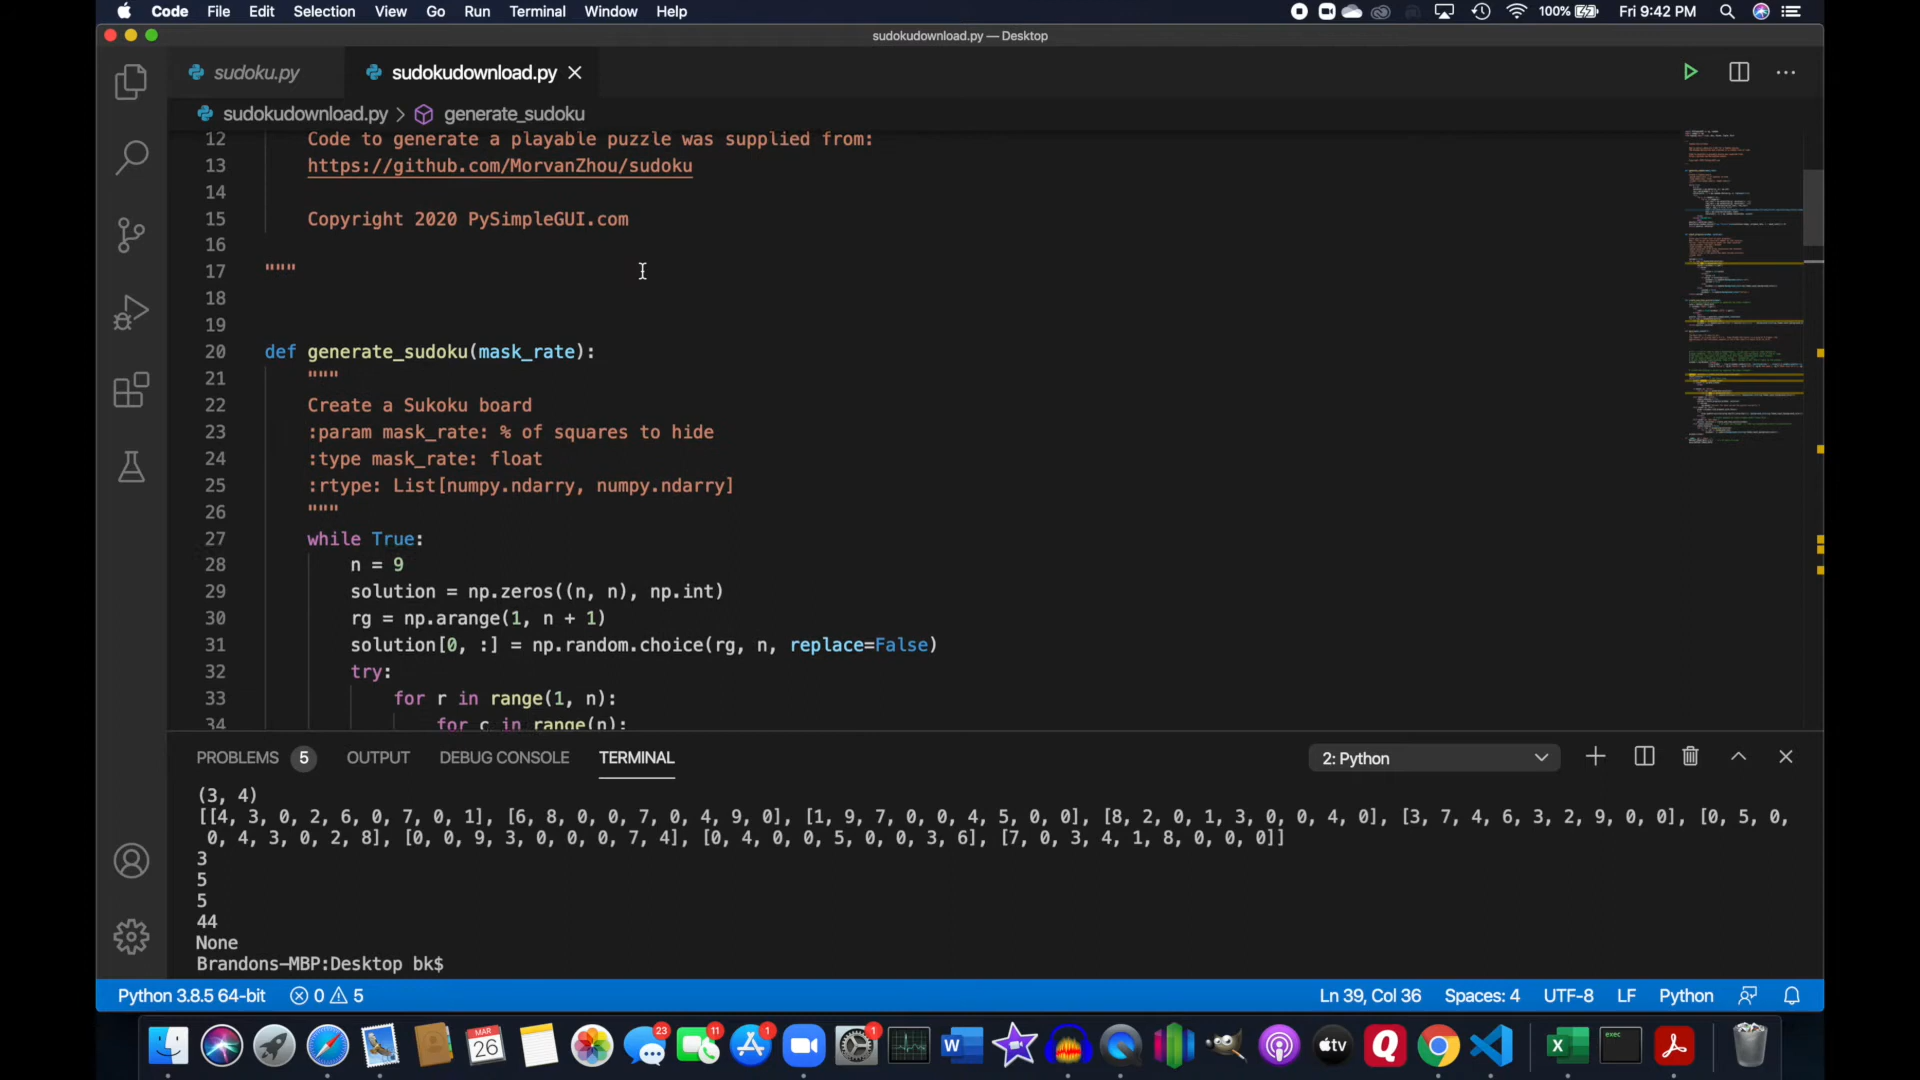 Code File Edit Selection View Go Run Terminal Window Help 100% Fri 9:42 PM
sudokudownload.py — Desktop
sudoku.py sudokudownload.py
sudokudownload.py > generate_sudoku
12 Code to generate a playable puzzle was supplied from:
13 https://github.com/MorvanZhou/sudoku
14
15 Copyright 2020 PySimpleGUI.com
16
17 """
18
19
20 def generate_sudoku(mask_rate):
21 """
22 Create a Sukoku board
23 :param mask_rate: % of squares to hide
24 :type mask_rate: float
25 :rtype: List[numpy.ndarry, numpy.ndarry]
26 """
27 while True:
28 n = 9
29 solution = np.zeros((n, n), np.int)
30 rg = np.arange(1, n + 1)
31 solution[0, :] = np.random.choice(rg, n, replace=False)
32 try:
33 for r in range(1, n):
34 for c in range(n):
PROBLEMS 5 OUTPUT DEBUG CONSOLE TERMINAL 2: Python
(3, 4)
[[4, 3, 0, 2, 6, 0, 7, 0, 1], [6, 8, 0, 0, 7, 0, 4, 9, 0], [1, 9, 7, 0, 0, 4, 5, 0, 0], [8, 2, 0, 1, 3, 0, 0, 4, 0], [3, 7, 4, 6, 3, 2, 9, 0, 0], [0, 5, 0,
0, 4, 3, 0, 2, 8], [0, 0, 9, 3, 0, 0, 0, 7, 4], [0, 4, 0, 0, 5, 0, 0, 3, 6], [7, 0, 3, 4, 1, 8, 0, 0, 0]]
3
5
5
44
None
Brandons-MBP:Desktop bk$
Python 3.8.5 64-bit 0 5 Ln 39, Col 36 Spaces: 4 UTF-8 LF Python
MAR 26 23 11 1 1 W tv Q X exec